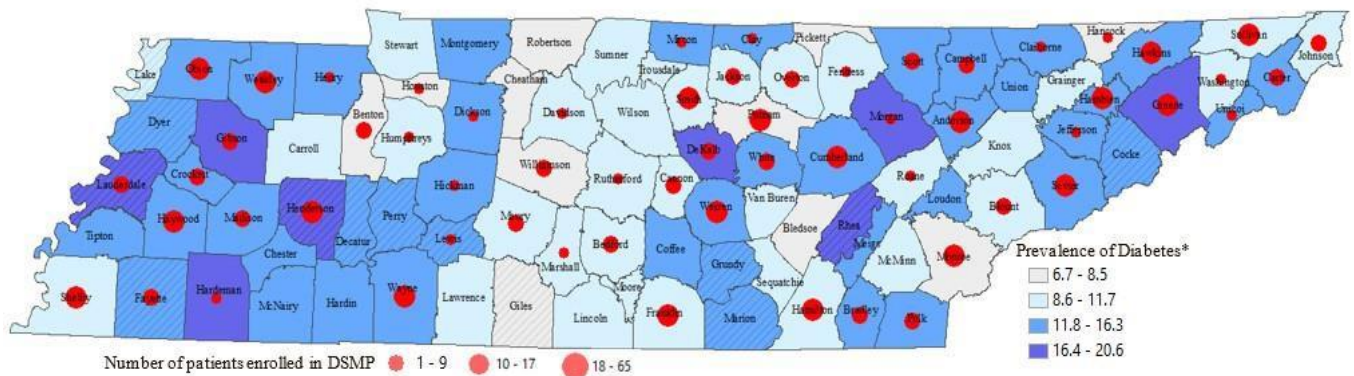 Stewart Montgomery Robertson Sumner Macon Clay Pickett Scott Campbell Claiborne Hancock Hawkins Sullivan Johnson
Lake Obion Weakley Henry Houston Cheatham Trousdale Jackson Overton Fentress Union Grainger Hamblen Greene Washington Carter Unicoi
Dyer Gibson Carroll Benton Humphreys Dickson Davidson Wilson Smith Putnam Morgan Anderson Jefferson Cocke
Lauderdale Crockett Williamson Rutherford Cannon DeKalb White Cumberland Roane Knox Sevier
Tipton Haywood Madison Henderson Decatur Perry Hickman Lewis Maury Bedford Warren Van Buren Bledsoe Rhea Meigs Loudon Blount
Shelby Fayette Hardeman Chester McNairy Hardin Wayne Lawrence Giles Marshall Lincoln Moore Coffee Franklin Grundy Marion Sequatchie Hamilton Bradley McMinn Polk Monroe
Prevalence of Diabetes*
6.7 - 8.5
8.6 - 11.7
11.8 - 16.3
16.4 - 20.6
Number of patients enrolled in DSMP 1 - 9 10 - 17 18 - 65